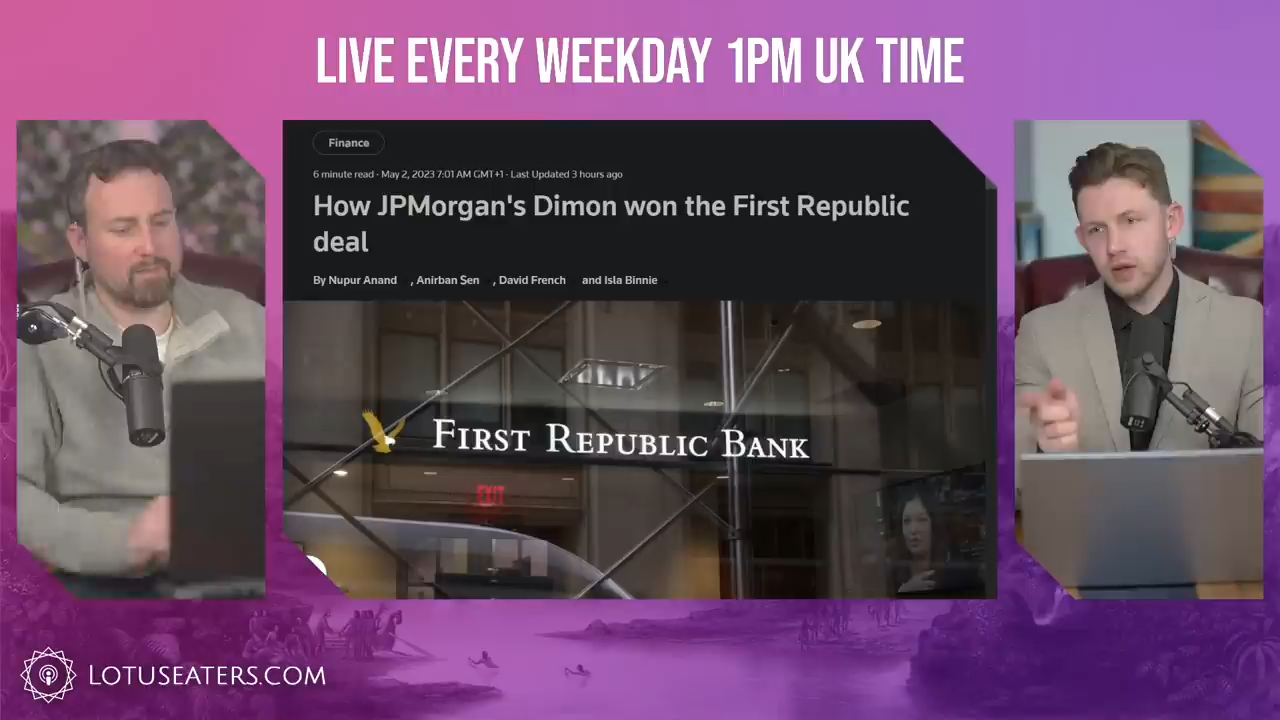 LIVE EVERY WEEKDAY 1PM UK TIME
Finance
6 minute read · May 2, 2023 7:01 AM GMT+1 · Last Updated 3 hours ago
How JPMorgan's Dimon won the First Republic
deal
By Nupur Anand , Anirban Sen , David French and Isla Binnie
FIRST REPUBLIC BANK
EXIT
LOTUSEATERS.COM